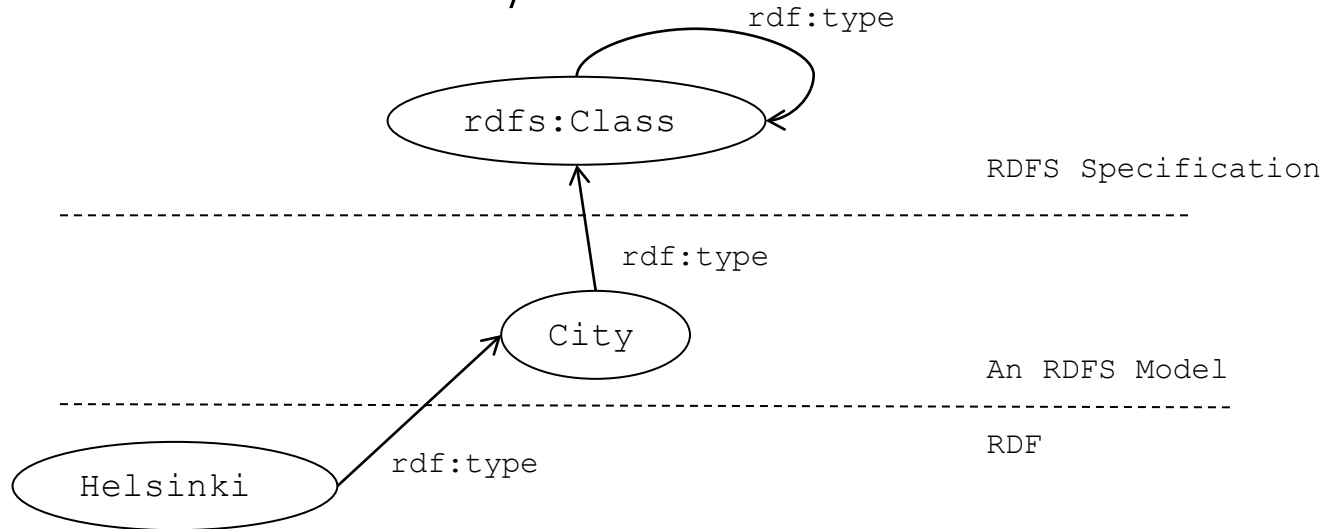 rdf:type
rdfs:Class
RDFS Specification
rdf:type
City
An RDFS Model
RDF
rdf:type
Helsinki